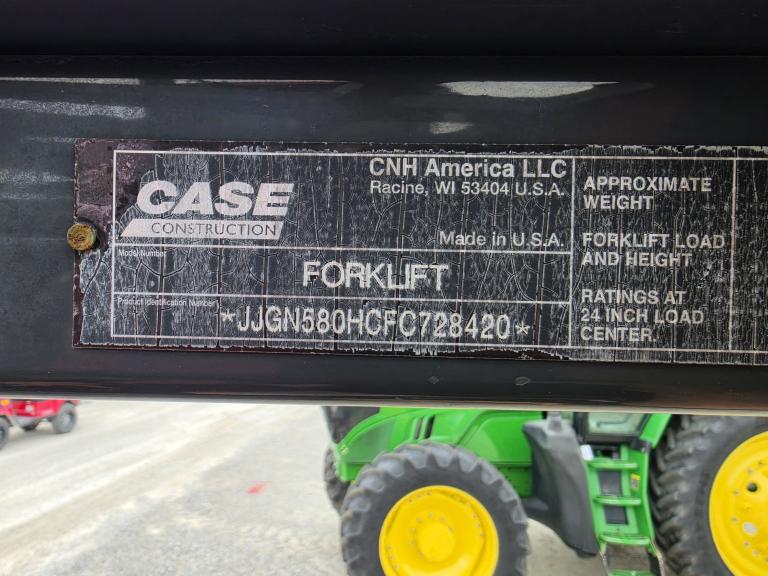 CASE
CONSTRUCTION
CNH America LLC
Racine, WI 53404 U.S.A.
Made in U.S.A.
Model Number
FORKLIFT
Product Identification Number
*JJGN580HCFC728420*
APPROXIMATE
WEIGHT
FORKLIFT LOAD
AND HEIGHT
RATINGS AT
24 INCH LOAD
CENTER.